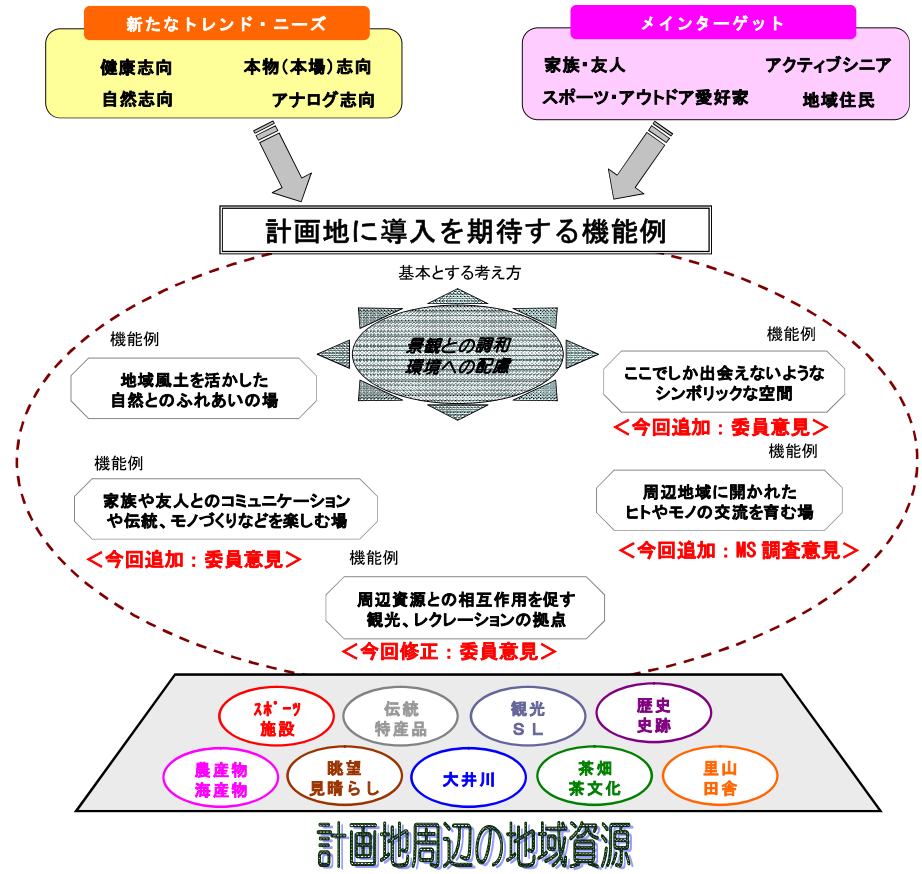 新たなトレンド・ニーズ
健康志向 本物(本場)志向
自然志向 アナログ志向
メインターゲット
家族・友人 アクティブシニア
スポーツ・アウトドア愛好家 地域住民
計画地に導入を期待する機能例
基本とする考え方
景観との調和
環境への配慮
機能例
地域風土を活かした
自然とのふれあいの場
機能例
ここでしか出会えないような
シンボリックな空間
<今回追加:委員意見>
機能例
家族や友人とのコミュニケーション
や伝統、モノづくりなどを楽しむ場
<今回追加:委員意見>
機能例
周辺地域に開かれた
ヒトやモノの交流を育む場
<今回追加:MS調査意見>
機能例
周辺資源との相互作用を促す
観光、レクレーションの拠点
<今回修正:委員意見>
スポーツ
施設
伝統
特産品
観光
SL
歴史
史跡
農産物
海産物
眺望
見晴らし
大井川
茶畑
茶文化
里山
田舎
計画地周辺の地域資源